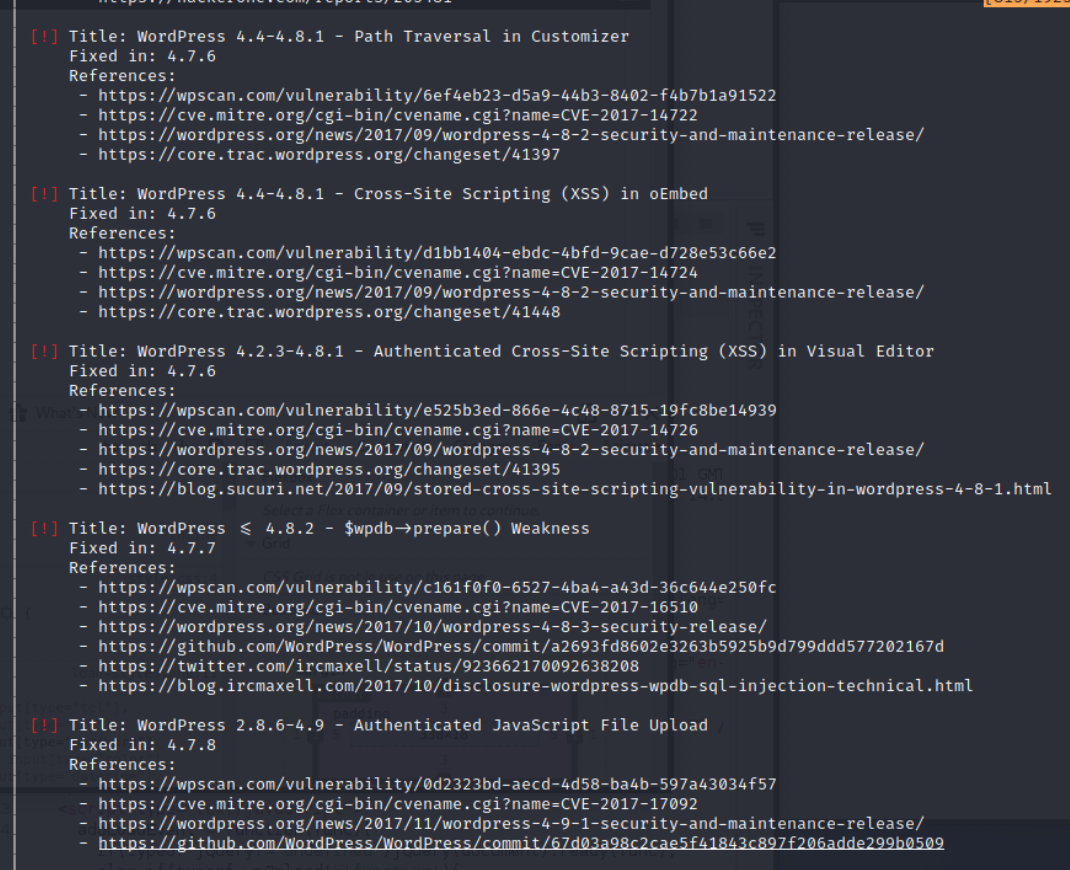 [!] Title: WordPress 4.4-4.8.1 - Path Traversal in Customizer
Fixed in: 4.7.6
References:
- https://wpscan.com/vulnerability/6ef4eb23-d5a9-44b3-8402-f4b7b1a91522
- https://cve.mitre.org/cgi-bin/cvename.cgi?name=CVE-2017-14722
- https://wordpress.org/news/2017/09/wordpress-4-8-2-security-and-maintenance-release/
- https://core.trac.wordpress.org/changeset/41397
[!] Title: WordPress 4.4-4.8.1 - Cross-Site Scripting (XSS) in oEmbed
Fixed in: 4.7.6
References:
- https://wpscan.com/vulnerability/d1bb1404-ebdc-4bfd-9cae-d728e53c66e2
- https://cve.mitre.org/cgi-bin/cvename.cgi?name=CVE-2017-14724
- https://wordpress.org/news/2017/09/wordpress-4-8-2-security-and-maintenance-release/
- https://core.trac.wordpress.org/changeset/41448
[!] Title: WordPress 4.2.3-4.8.1 - Authenticated Cross-Site Scripting (XSS) in Visual Editor
Fixed in: 4.7.6
References:
- https://wpscan.com/vulnerability/e525b3ed-866e-4c48-8715-19fc8be14939
- https://cve.mitre.org/cgi-bin/cvename.cgi?name=CVE-2017-14726
- https://wordpress.org/news/2017/09/wordpress-4-8-2-security-and-maintenance-release/
- https://core.trac.wordpress.org/changeset/41395
- https://blog.sucuri.net/2017/09/stored-cross-site-scripting-vulnerability-in-wordpress-4-8-1.html
Select a Flex container or item to continue.
[!] Title: WordPress ⩽ 4.8.2 - $wpdb→prepare() Weakness
Fixed in: 4.7.7
Grid
References:
- https://wpscan.com/vulnerability/c161f0f0-6527-4ba4-a43d-36c644e250fc
- https://cve.mitre.org/cgi-bin/cvename.cgi?name=CVE-2017-16510
- https://wordpress.org/news/2017/10/wordpress-4-8-3-security-release/
- https://github.com/WordPress/WordPress/commit/a2693fd8602e3263b5925b9d799ddd577202167d
- https://twitter.com/ircmaxell/status/923662170092638208
- https://blog.ircmaxell.com/2017/10/disclosure-wordpress-wpdb-sql-injection-technical.html
[!] Title: WordPress 2.8.6-4.9 - Authenticated JavaScript File Upload
Fixed in: 4.7.8
References:
- https://wpscan.com/vulnerability/0d2323bd-aecd-4d58-ba4b-597a43034f57
- https://cve.mitre.org/cgi-bin/cvename.cgi?name=CVE-2017-17092
- https://wordpress.org/news/2017/11/wordpress-4-9-1-security-and-maintenance-release/
- https://github.com/WordPress/WordPress/commit/67d03a98c2cae5f41843c897f206adde299b0509